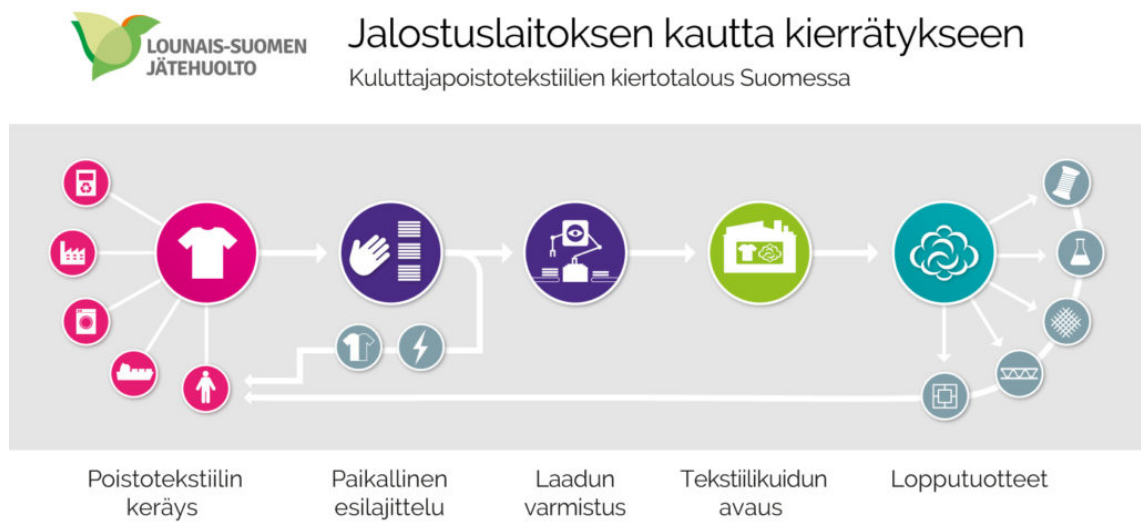 LOUNAIS-SUOMEN
JÄTEHUOLTO
Jalostuslaitoksen kautta kierrätykseen
Kuluttajapoistotekstiilien kiertotalous Suomessa
Poistotekstiilin
keräys
Paikallinen
esilajittelu
Laadun
varmistus
Tekstiilikuidun
avaus
Lopputuotteet